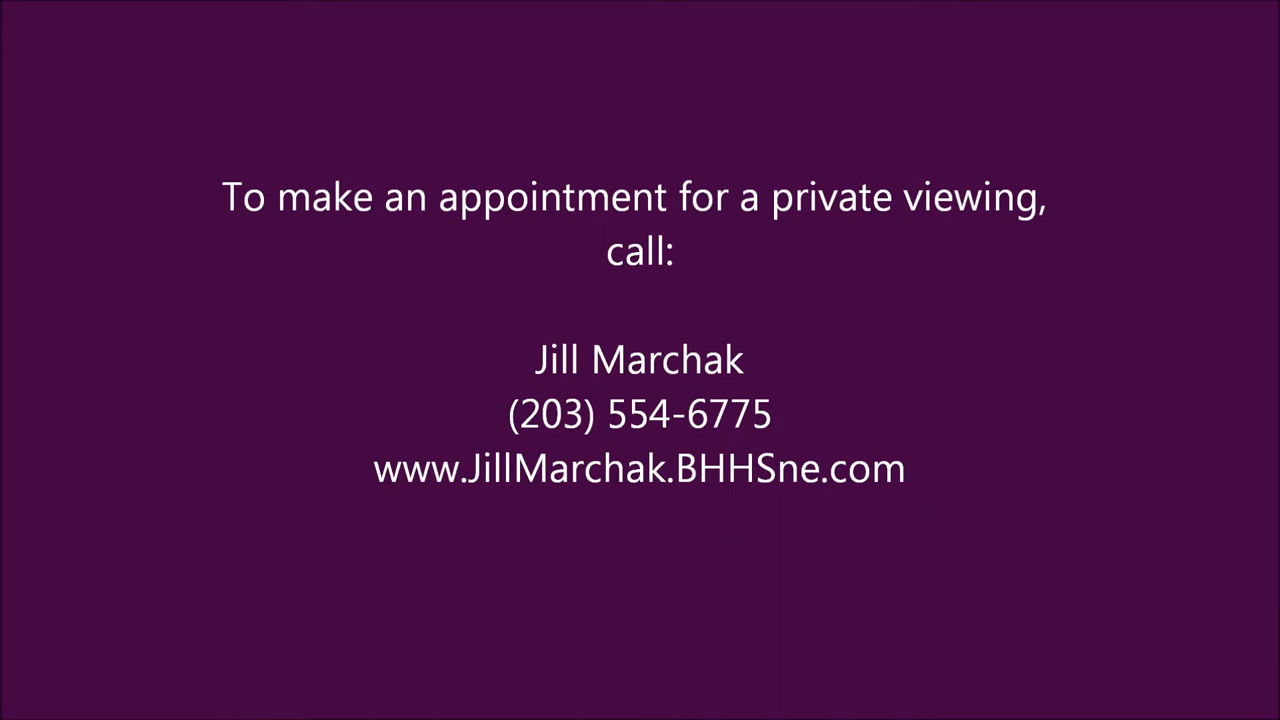 To make an appointment for a private viewing,
call:
Jill Marchak
(203) 554-6775
www.JillMarchak.BHHSne.com